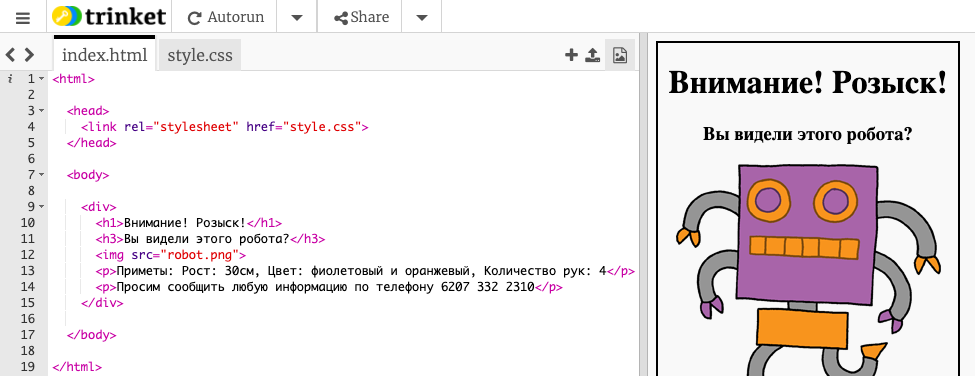 trinket
Autorun
Share
index.html
style.css
i 1 <html>
2
3 <head>
4 <link rel="stylesheet" href="style.css">
5 </head>
6
7 <body>
8
9 <div>
10 <h1>Внимание! Розыск!</h1>
11 <h3>Вы видели этого робота?</h3>
12 <img src="robot.png">
13 <p>Приметы: Рост: 30см, Цвет: фиолетовый и оранжевый, Количество рук: 4</p>
14 <p>Просим сообщить любую информацию по телефону 6207 332 2310</p>
15 </div>
16
17 </body>
18
19 </html>
Внимание! Розыск!
Вы видели этого робота?